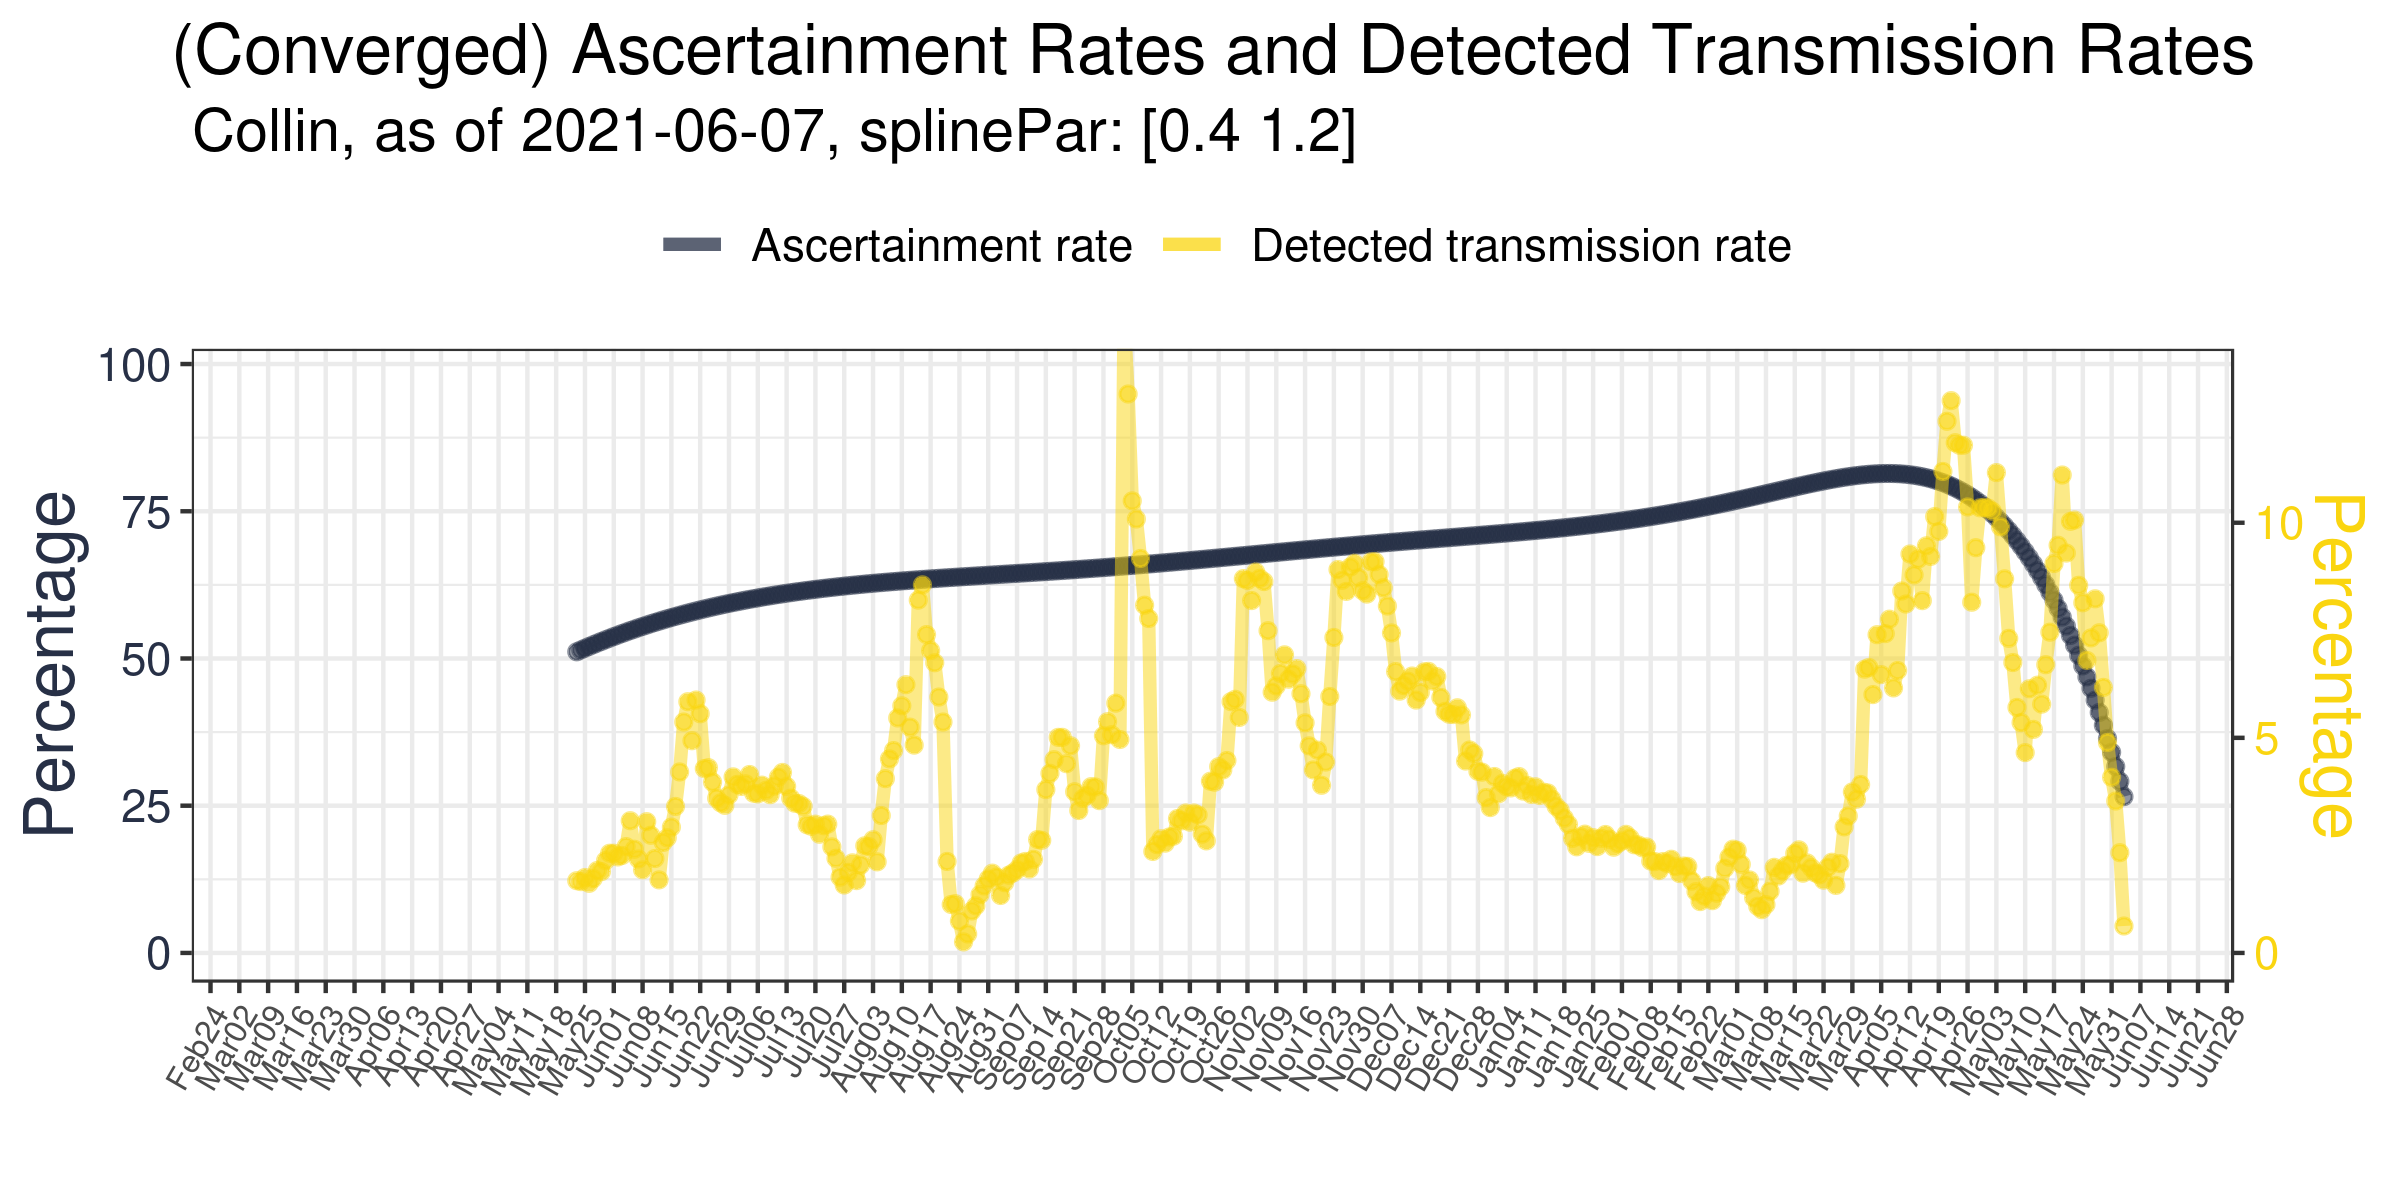 (Converged) Ascertainment Rates and Detected Transmission Rates
Collin, as of 2021-06-07, splinePar: [0.4 1.2]
Ascertainment rate
Detected transmission rate
Percentage
100
75
50
25
0
10
5
0
Percentage
Feb24
Mar02
Mar09
Mar16
Mar23
Mar30
Apr06
Apr13
Apr20
Apr27
May04
May11
May18
May25
Jun01
Jun08
Jun15
Jun22
Jun29
Jul06
Jul13
Jul20
Jul27
Aug03
Aug10
Aug17
Aug24
Aug31
Sep07
Sep14
Sep21
Sep28
Oct05
Oct12
Oct19
Oct26
Nov02
Nov09
Nov16
Nov23
Nov30
Dec07
Dec14
Dec21
Dec28
Jan04
Jan11
Jan18
Jan25
Feb01
Feb08
Feb15
Feb22
Mar01
Mar08
Mar15
Mar22
Mar29
Apr05
Apr12
Apr19
Apr26
May03
May10
May17
May24
May31
Jun07
Jun14
Jun21
Jun28